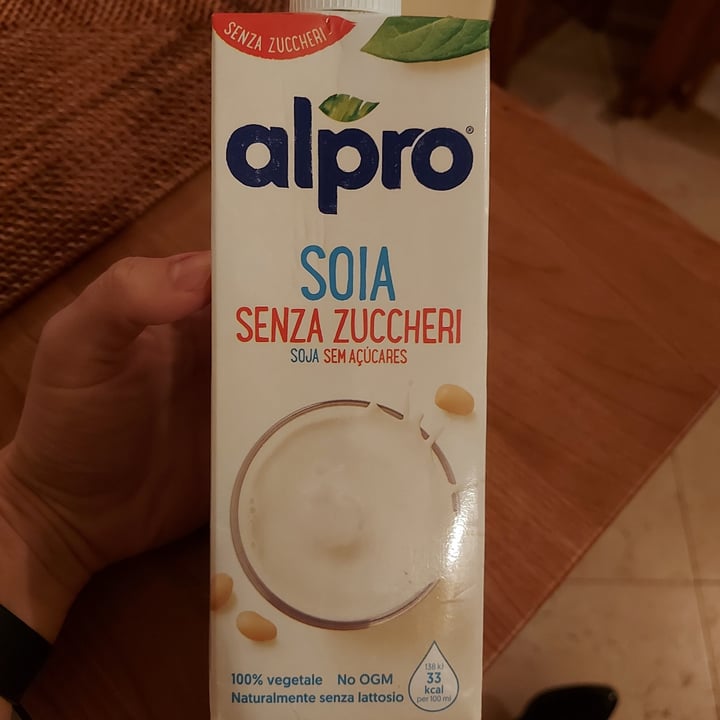 SENZA ZUCCHERI
alpro®
SOIA
SENZA ZUCCHERI
SOJA SEM AÇÚCARES
100% vegetale No OGM
Naturalmente senza lattosio
138 kJ
33
kcal
per 100 ml